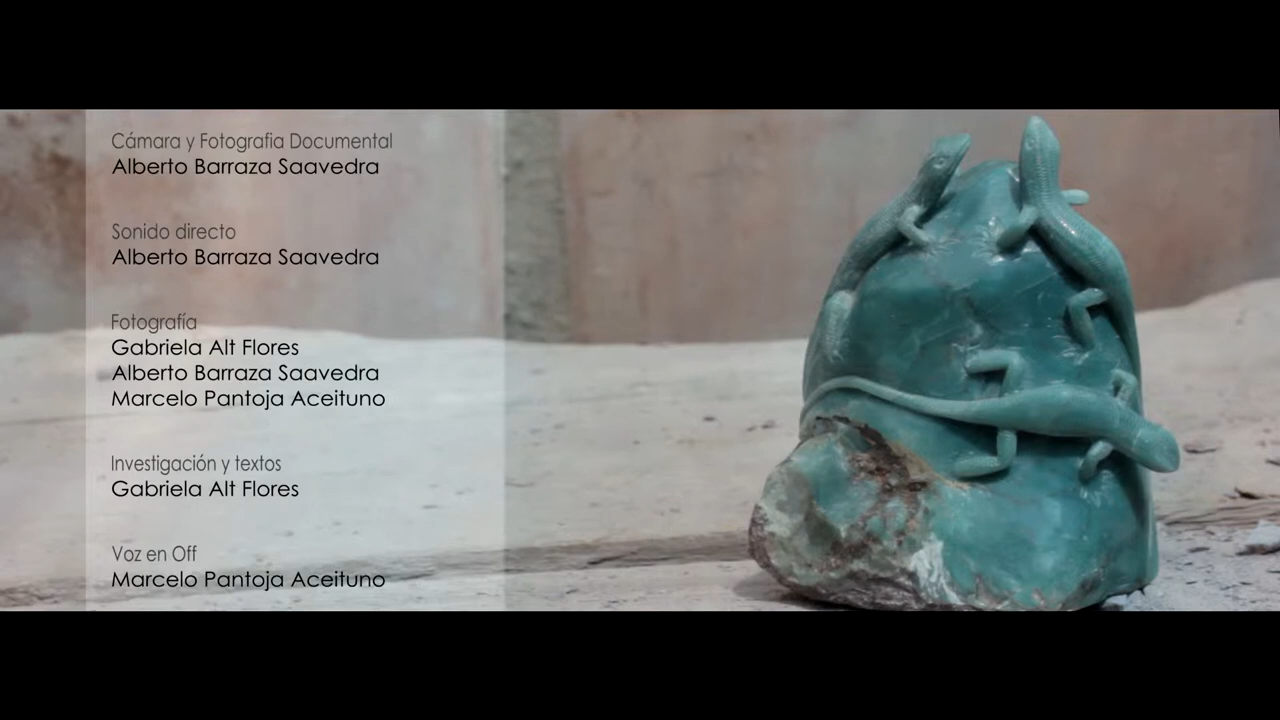 Cámara y Fotografia Documental
Alberto Barraza Saavedra
Sonido directo
Alberto Barraza Saavedra
Fotografía
Gabriela Alt Flores
Alberto Barraza Saavedra
Marcelo Pantoja Aceituno
Investigación y textos
Gabriela Alt Flores
Voz en Off
Marcelo Pantoja Aceituno